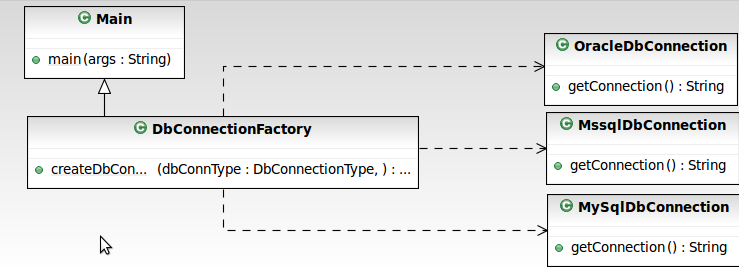 Main
main(args : String)
DbConnectionFactory
createDbCon... (dbConnType : DbConnectionType, ) : ...
OracleDbConnection
getConnection() : String
MssqlDbConnection
getConnection() : String
MySqlDbConnection
getConnection() : String